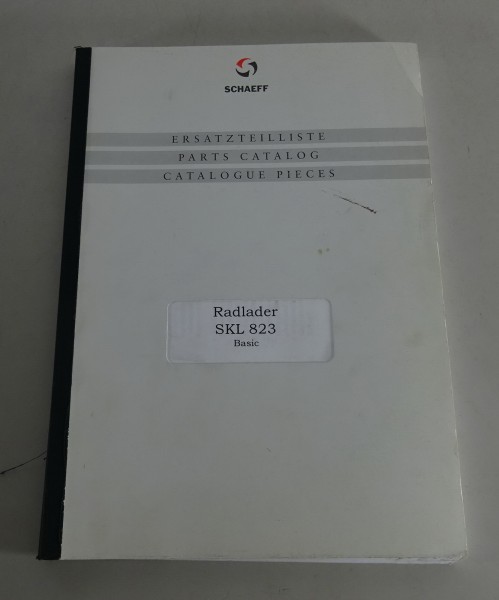 SCHAEFF
ERSATZTEILLISTE
PARTS CATALOG
CATALOGUE PIECES
Radlader
SKL 823
Basic